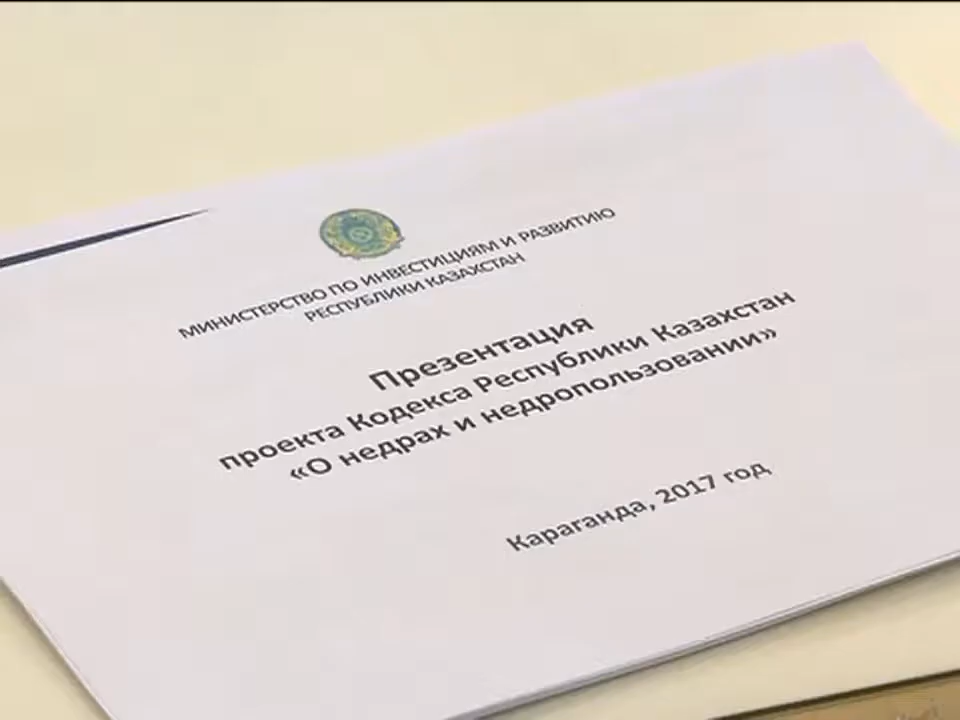 МИНИСТЕРСТВО ПО ИНВЕСТИЦИЯМ И РАЗВИТИЮ
РЕСПУБЛИКИ КАЗАХСТАН
Презентация
проекта Кодекса Республики Казахстан
«О недрах и недропользовании»
Караганда, 2017 год